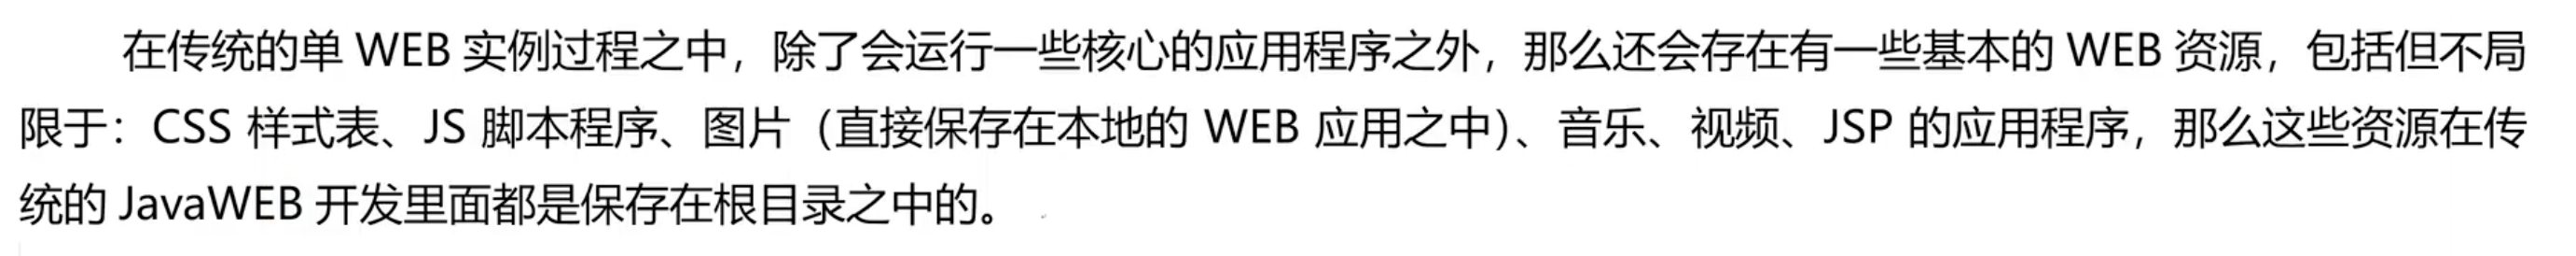 在传统的单 WEB 实例过程之中，除了会运行一些核心的应用程序之外，那么还会存在有一些基本的 WEB 资源，包括但不局
限于：CSS 样式表、JS 脚本程序、图片（直接保存在本地的 WEB 应用之中）、音乐、视频、JSP 的应用程序，那么这些资源在传
统的 JavaWEB 开发里面都是保存在根目录之中的。